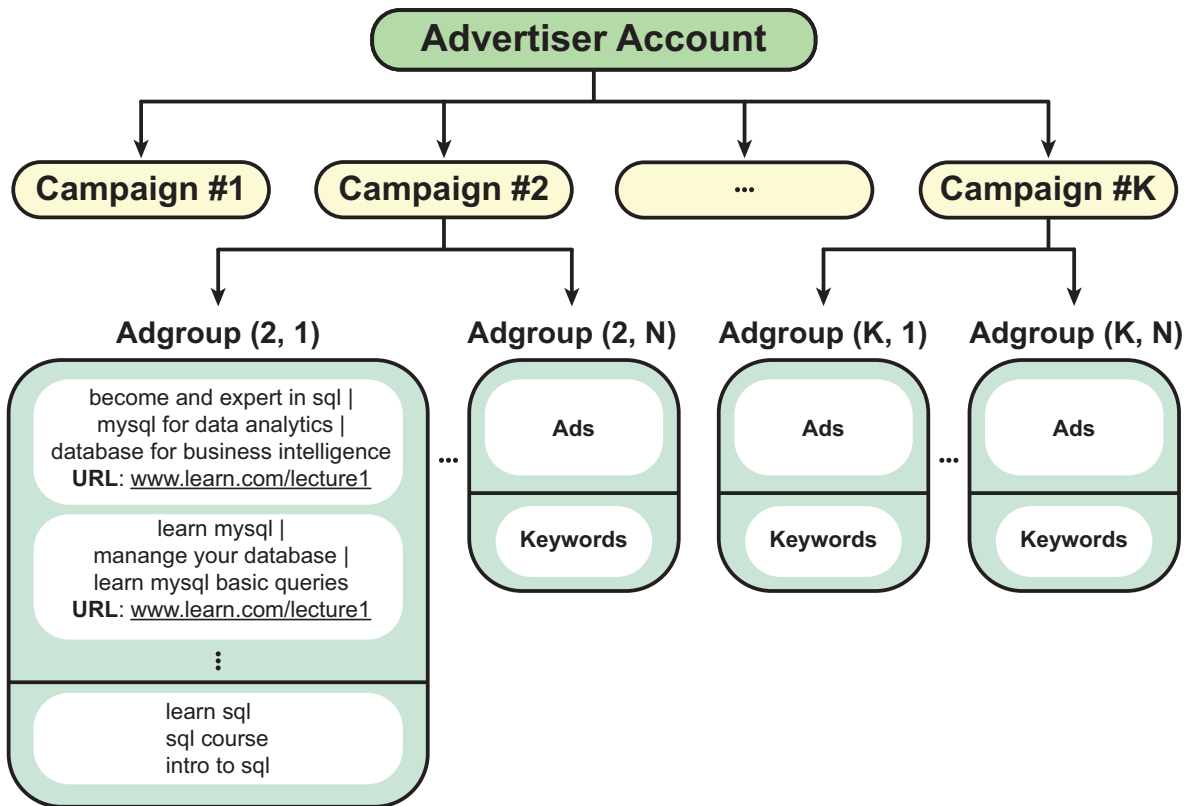 Advertiser Account
Campaign #1
Campaign #2
...
Campaign #K
Adgroup (2, 1)
Adgroup (2, N)
Adgroup (K, 1)
Adgroup (K, N)
become and expert in sql |
mysql for data analytics |
database for business intelligence
URL: www.learn.com/lecture1
learn mysql |
manange your database |
learn mysql basic queries
URL: www.learn.com/lecture1
...
learn sql
sql course
intro to sql
...
Ads
Keywords
Ads
Keywords
...
Ads
Keywords